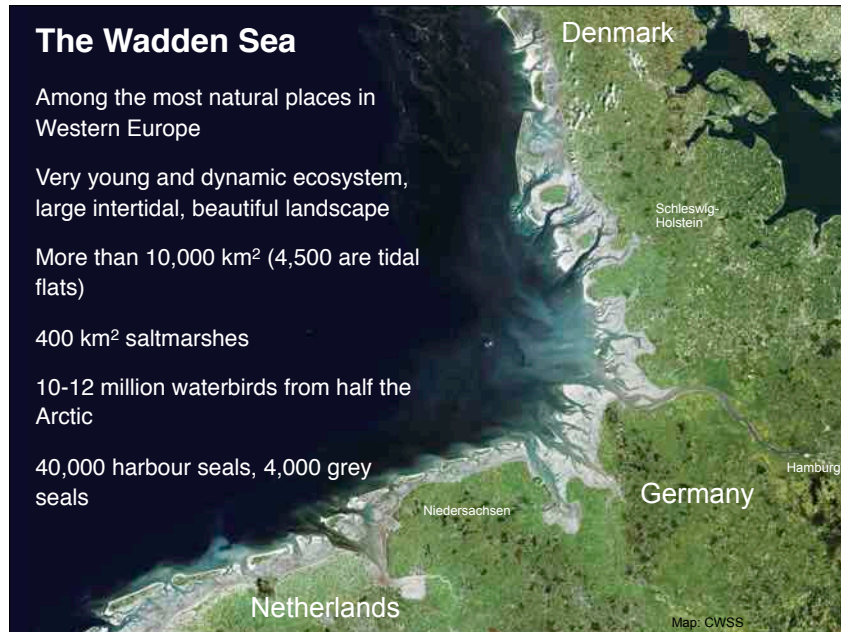 The Wadden Sea
Among the most natural places in
Western Europe
Very young and dynamic ecosystem,
large intertidal, beautiful landscape
More than 10,000 km² (4,500 are tidal
flats)
400 km² saltmarshes
10-12 million waterbirds from half the
Arctic
40,000 harbour seals, 4,000 grey
seals
Denmark
Schleswig-
Holstein
Hamburg
Germany
Niedersachsen
Netherlands
Map: CWSS